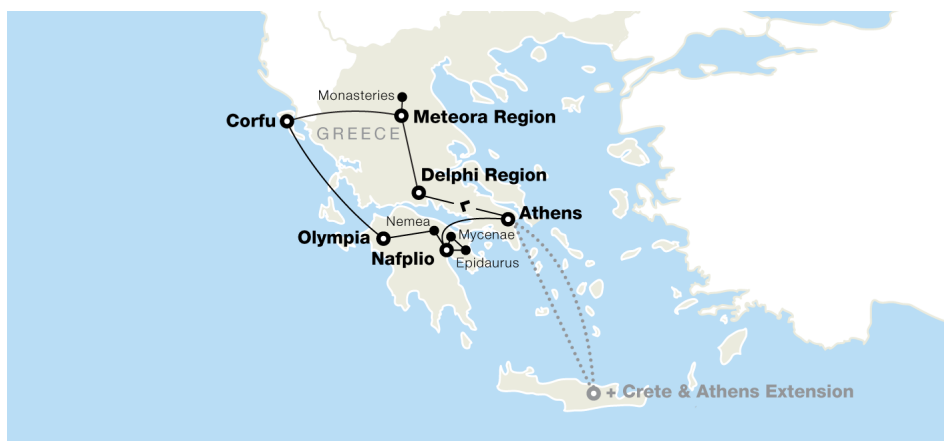 Monasteries
Corfu
Meteora Region
GREECE
Delphi Region
Athens
Nemea
Olympia
Mycenae
Nafplio
Epidaurus
+ Crete & Athens Extension